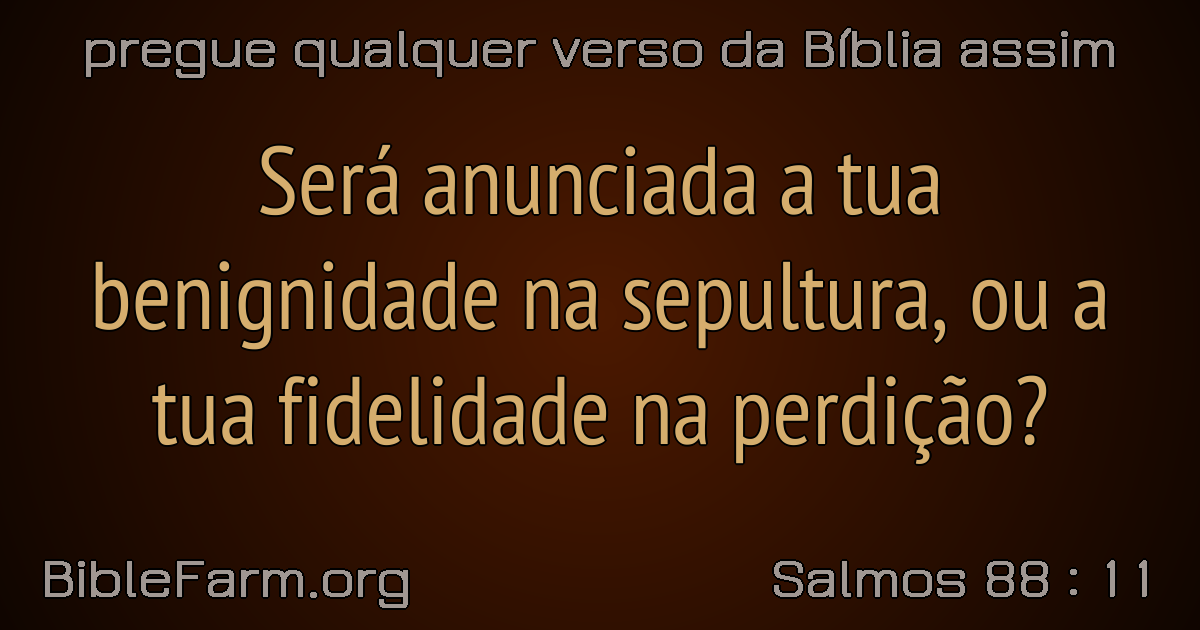 pregue qualquer verso da Bíblia assim
Será anunciada a tua
benignidade na sepultura, ou a
tua fidelidade na perdição?
BibleFarm.org
Salmos 88 : 11